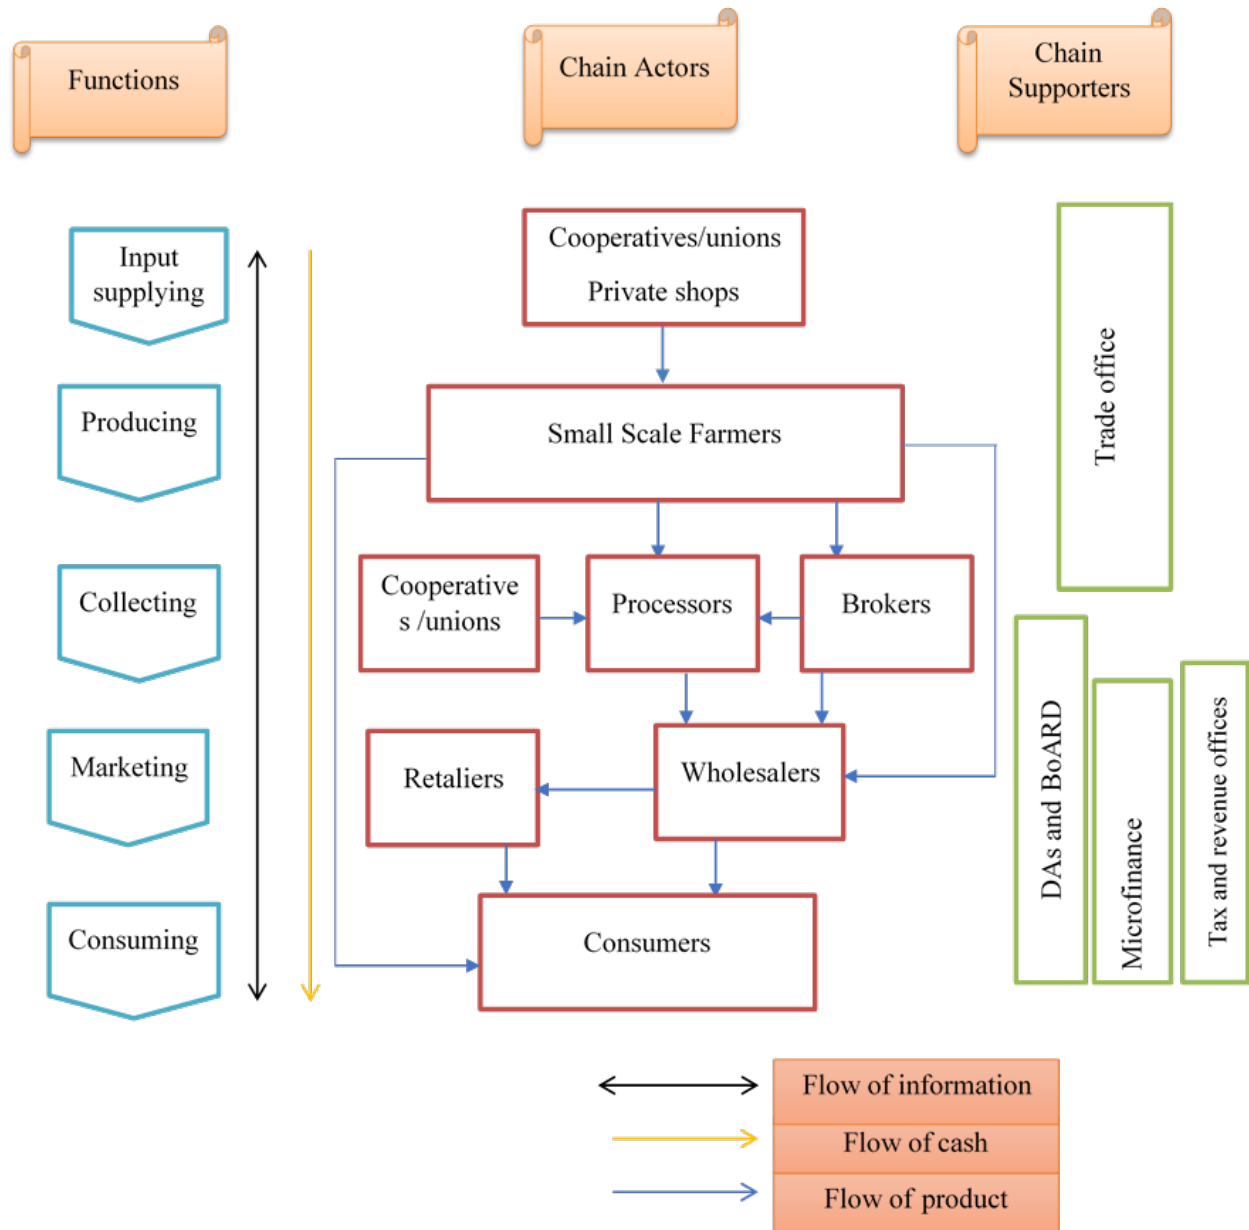 Functions
Chain Actors
Chain
Supporters
Input
supplying
Cooperatives/unions
Private shops
Trade office
Producing
Small Scale Farmers
Collecting
Cooperative
s /unions
Processors
Brokers
DAs and BoARD
Microfinance
Tax and revenue offices
Marketing
Retaliers
Wholesalers
Consuming
Consumers
Flow of information
Flow of cash
Flow of product